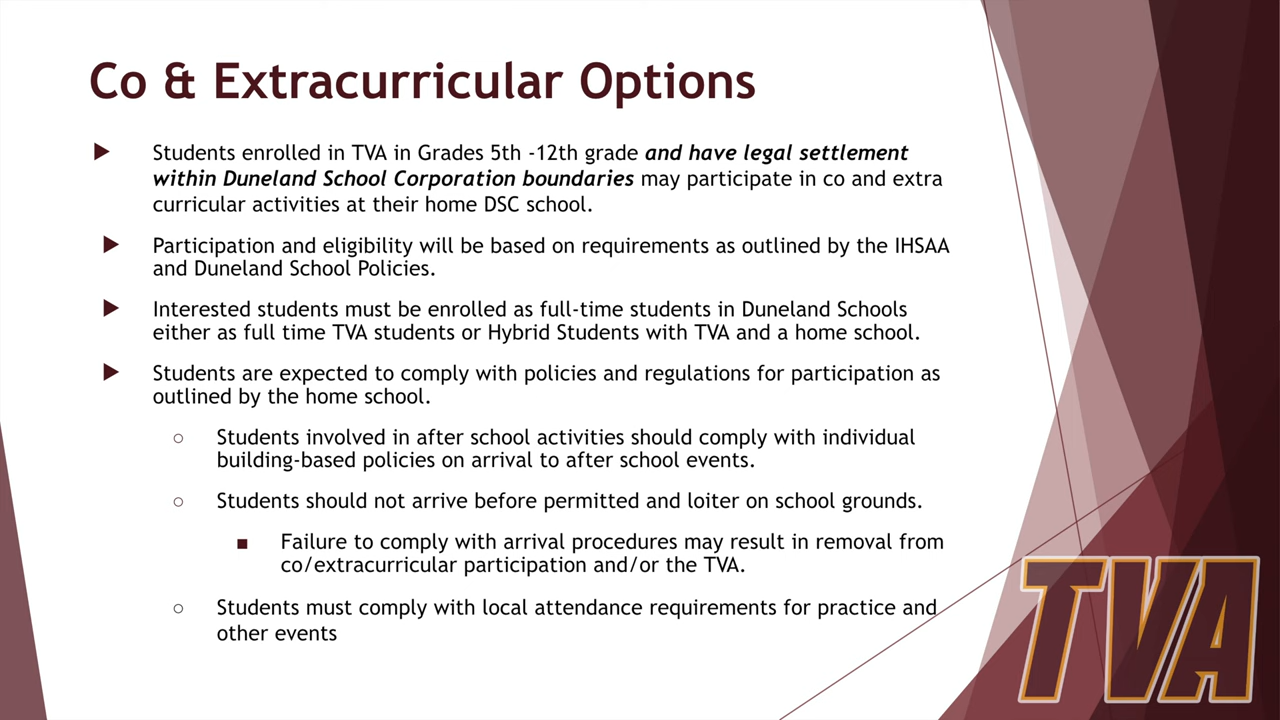 Co & Extracurricular Options
Students enrolled in TVA in Grades 5th -12th grade and have legal settlement
within Duneland School Corporation boundaries may participate in co and extra
curricular activities at their home DSC school.
Participation and eligibility will be based on requirements as outlined by the IHSAA
and Duneland School Policies.
Interested students must be enrolled as full-time students in Duneland Schools
either as full time TVA students or Hybrid Students with TVA and a home school.
Students are expected to comply with policies and regulations for participation as
outlined by the home school.
Students involved in after school activities should comply with individual
building-based policies on arrival to after school events.
Students should not arrive before permitted and loiter on school grounds.
Failure to comply with arrival procedures may result in removal from
co/extracurricular participation and/or the TVA.
Students must comply with local attendance requirements for practice and
other events
TVA